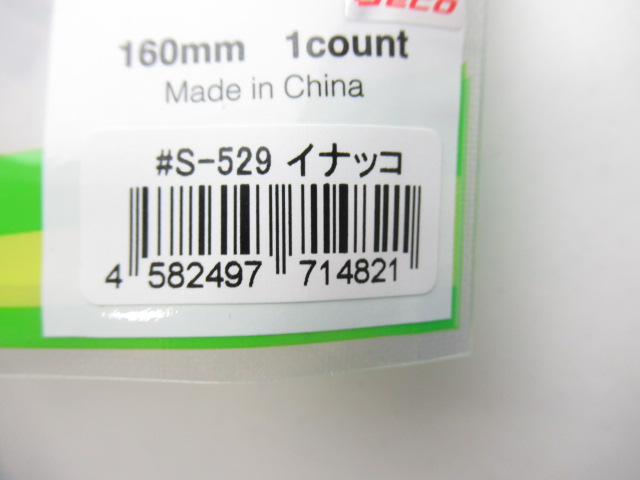 160mm 1count
Made in China
#S-529 イナッコ
4 582497 714821